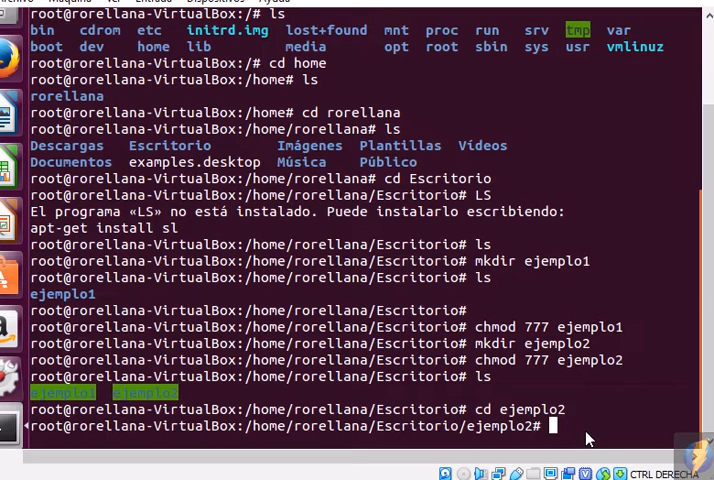 Archivo Máquina Ver Entrada Dispositivos Ayuda
root@rorellana-VirtualBox:/# ls
bin cdrom etc initrd.img lost+found mnt proc run srv tmp var
boot dev home lib media opt root sbin sys usr vmlinuz
root@rorellana-VirtualBox:/# cd home
root@rorellana-VirtualBox:/home# ls
rorellana
root@rorellana-VirtualBox:/home# cd rorellana
root@rorellana-VirtualBox:/home/rorellana# ls
Descargas Escritorio Imágenes Plantillas Vídeos
Documentos examples.desktop Música Público
root@rorellana-VirtualBox:/home/rorellana# cd Escritorio
root@rorellana-VirtualBox:/home/rorellana/Escritorio# LS
El programa «LS» no está instalado. Puede instalarlo escribiendo:
apt-get install sl
root@rorellana-VirtualBox:/home/rorellana/Escritorio# ls
root@rorellana-VirtualBox:/home/rorellana/Escritorio# mkdir ejemplo1
root@rorellana-VirtualBox:/home/rorellana/Escritorio# ls
ejemplo1
root@rorellana-VirtualBox:/home/rorellana/Escritorio#
root@rorellana-VirtualBox:/home/rorellana/Escritorio# chmod 777 ejemplo1
root@rorellana-VirtualBox:/home/rorellana/Escritorio# mkdir ejemplo2
root@rorellana-VirtualBox:/home/rorellana/Escritorio# chmod 777 ejemplo2
root@rorellana-VirtualBox:/home/rorellana/Escritorio# ls
ejemplo1 ejemplo2
root@rorellana-VirtualBox:/home/rorellana/Escritorio# cd ejemplo2
root@rorellana-VirtualBox:/home/rorellana/Escritorio/ejemplo2#
CTRL DERECHA